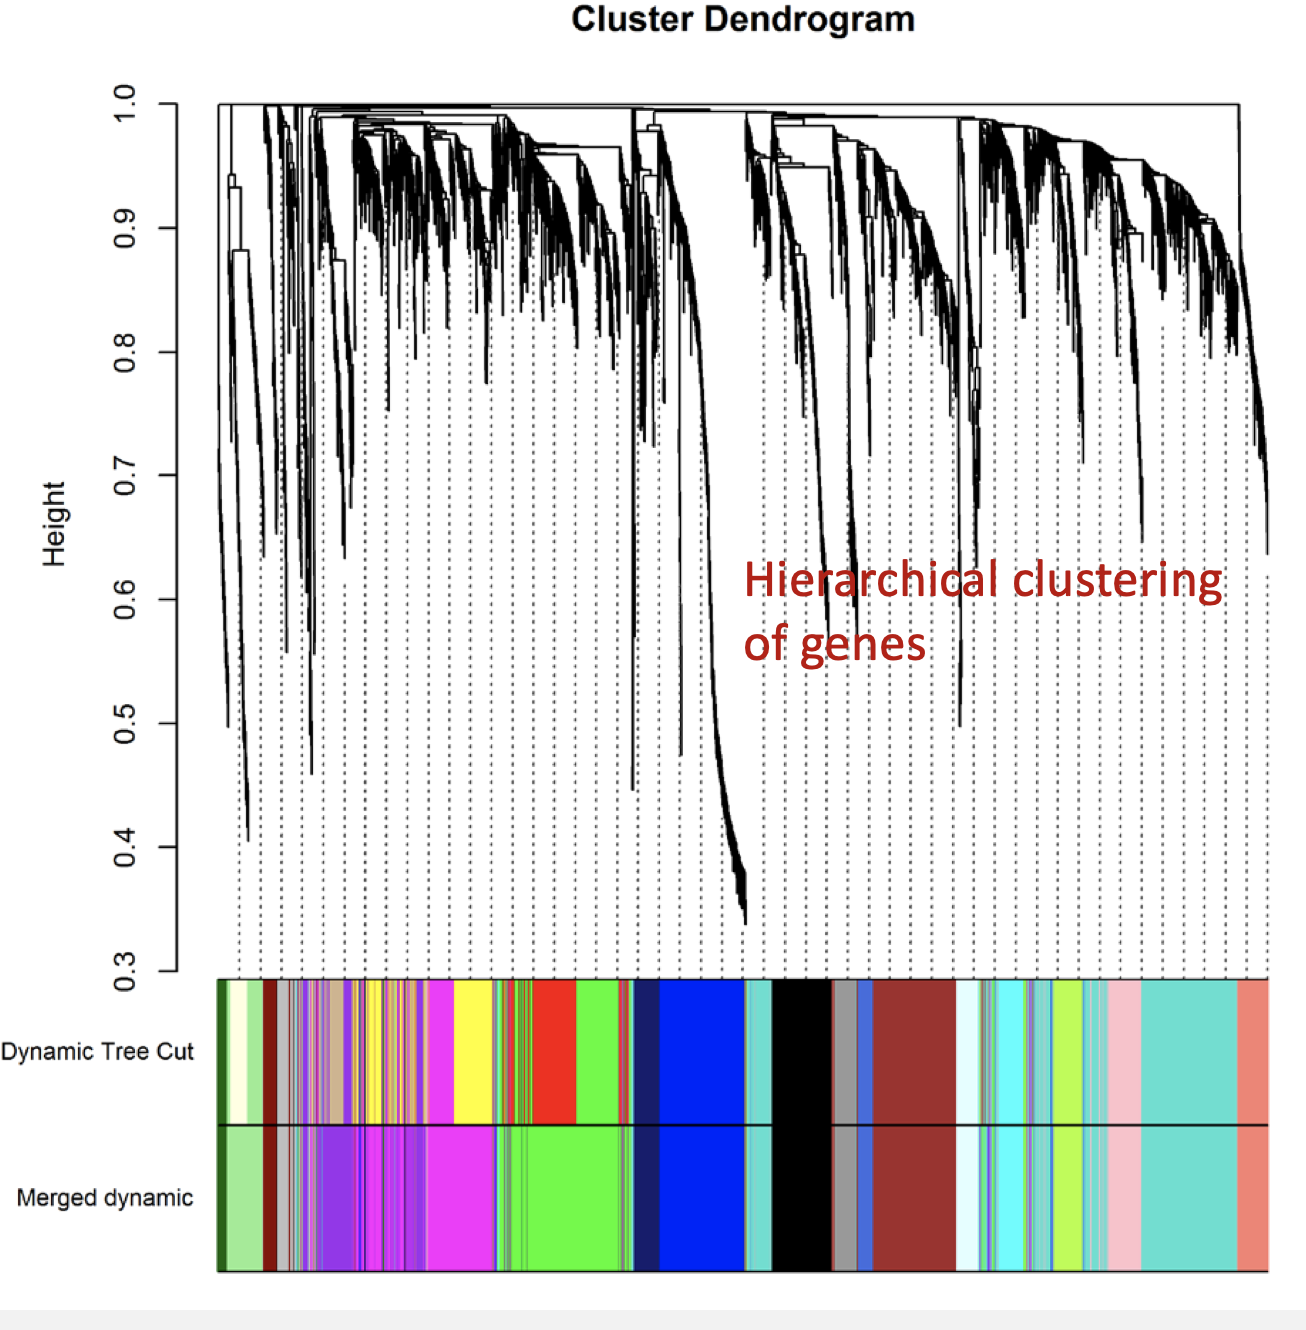 Cluster Dendrogram
Height
1.0
0.9
0.8
0.7
0.6
0.5
0.4
0.3
Hierarchical clustering
of genes
Dynamic Tree Cut
Merged dynamic